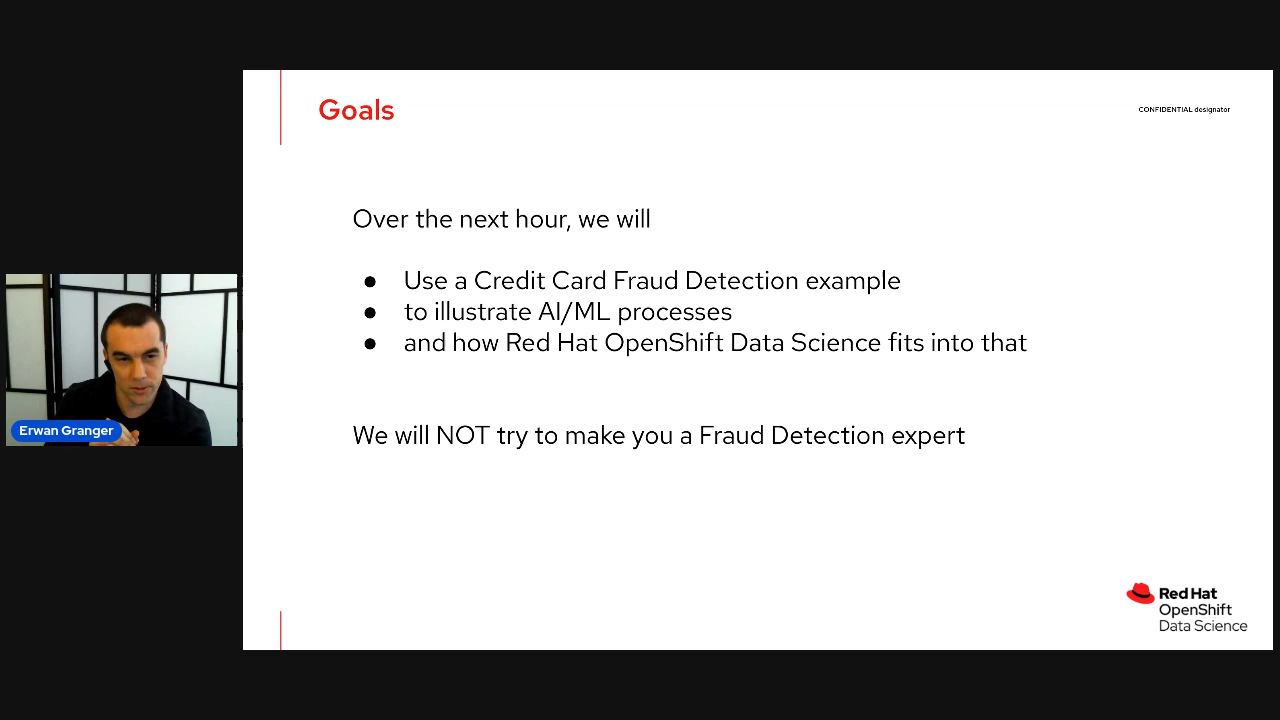 Goals
CONFIDENTIAL designator
Over the next hour, we will
● Use a Credit Card Fraud Detection example
● to illustrate AI/ML processes
● and how Red Hat OpenShift Data Science fits into that
We will NOT try to make you a Fraud Detection expert
Erwan Granger
Red Hat
OpenShift
Data Science